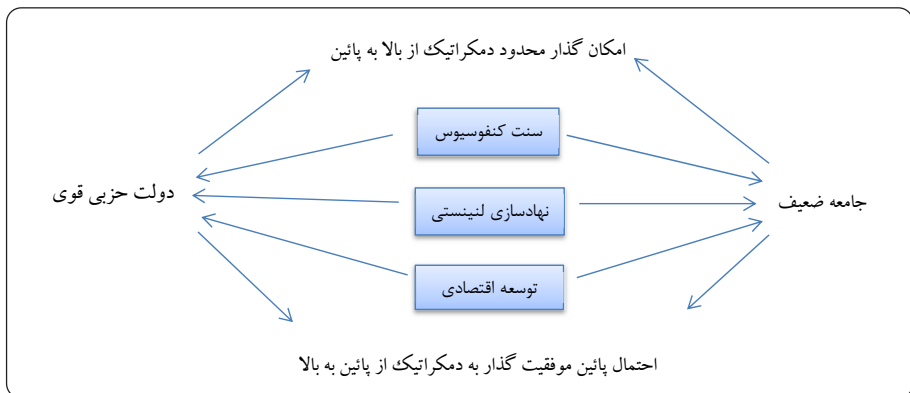 امکان گذار محدود دمکراتیک از بالا به پائین
سنت کنفوسیوس
جامعه ضعیف
نهادسازی لنینستی
دولت حزبی قوی
توسعه اقتصادی
احتمال پائین موفقیت گذار به دمکراتیک از پائین به بالا